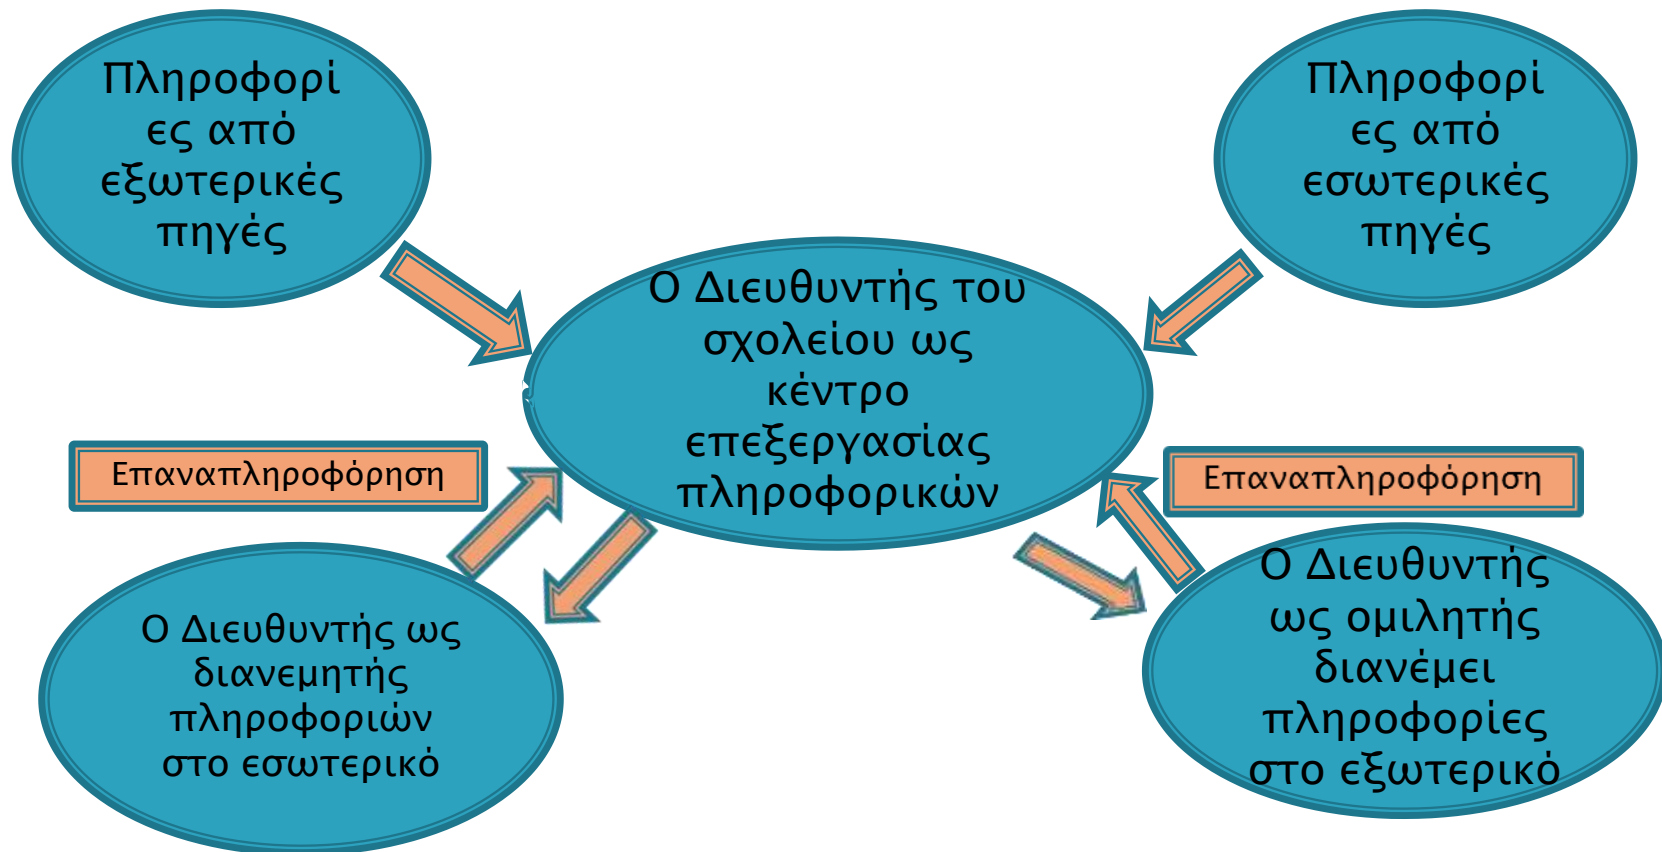 Πληροφορί
ες από
εξωτερικές
πηγές
Πληροφορί
ες από
εσωτερικές
πηγές
Ο Διευθυντής του
σχολείου ως
κέντρο
επεξεργασίας
πληροφορικών
Επαναπληροφόρηση
Επαναπληροφόρηση
Ο Διευθυντής ως
διανεμητής
πληροφοριών
στο εσωτερικό
Ο Διευθυντής
ως ομιλητής
διανέμει
πληροφορίες
στο εξωτερικό